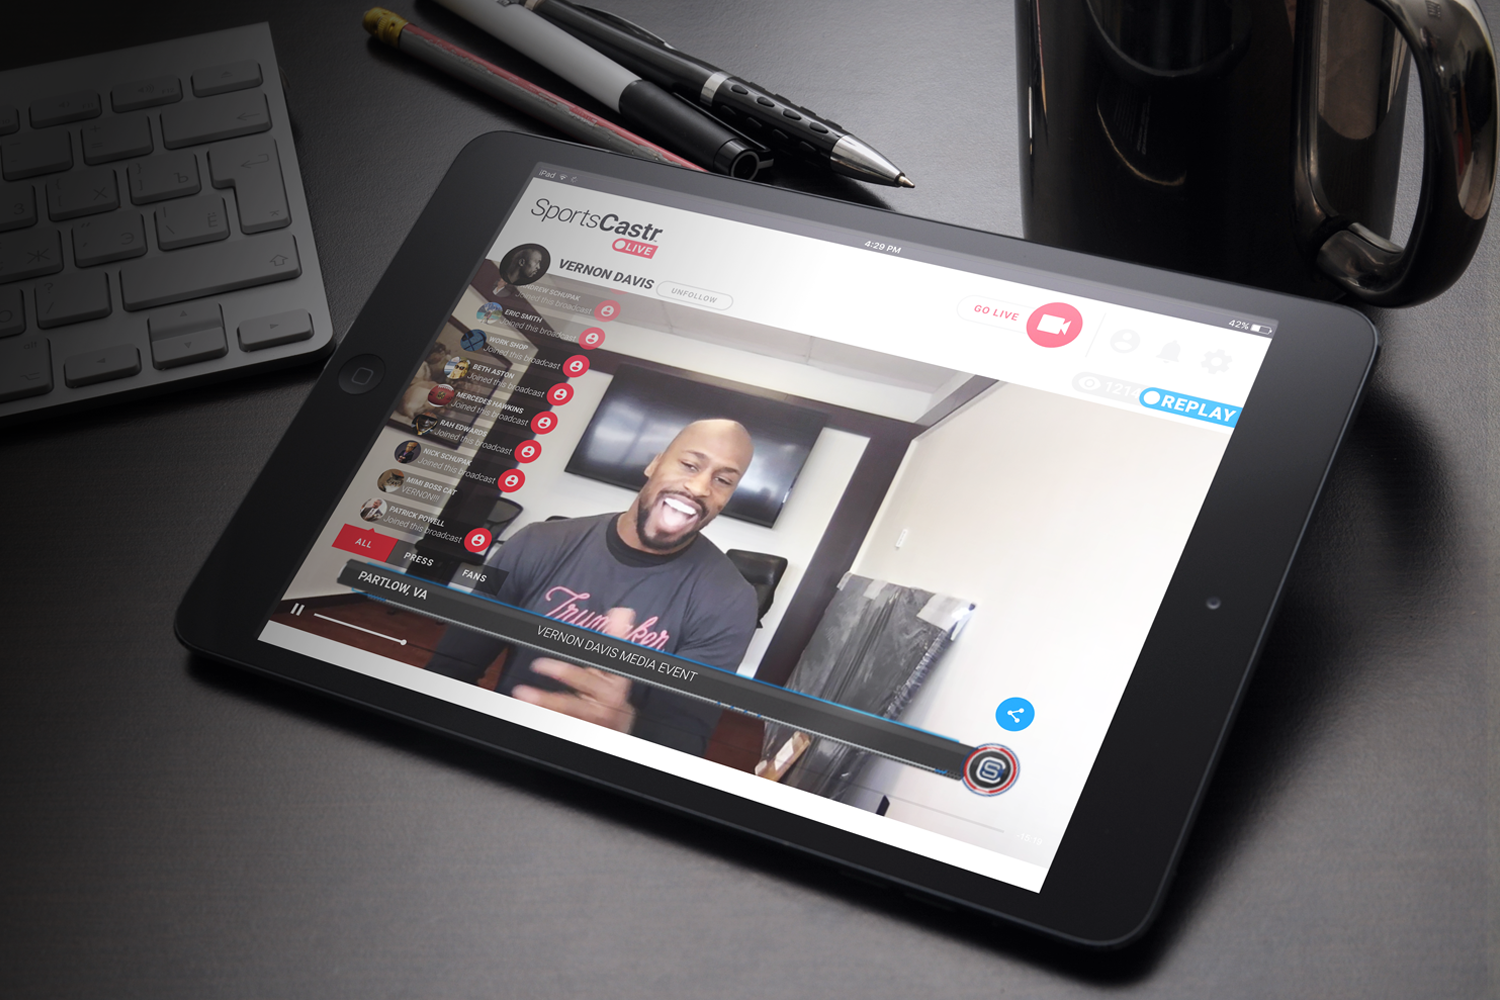 iPad
4:29 PM
42%
SportsCastr
LIVE
VERNON DAVIS
UNFOLLOW
GO LIVE
REPLAY
SCHUPAK
Joined this broadcast
ERIC SMITH
Joined this broadcast
WORK SHOP
Joined this broadcast
BETH ASTON
Joined this broadcast
MERCEDES HAWKINS
Joined this broadcast
RAH EDWARDS
Joined this broadcast
NICK SCHUPAK
Joined this broadcast
MIMI BOSS CAT
VERNON!!!
PATRICK POWELL
Joined this broadcast
ALL
PRESS
FANS
PARTLOW, VA
VERNON DAVIS MEDIA EVENT